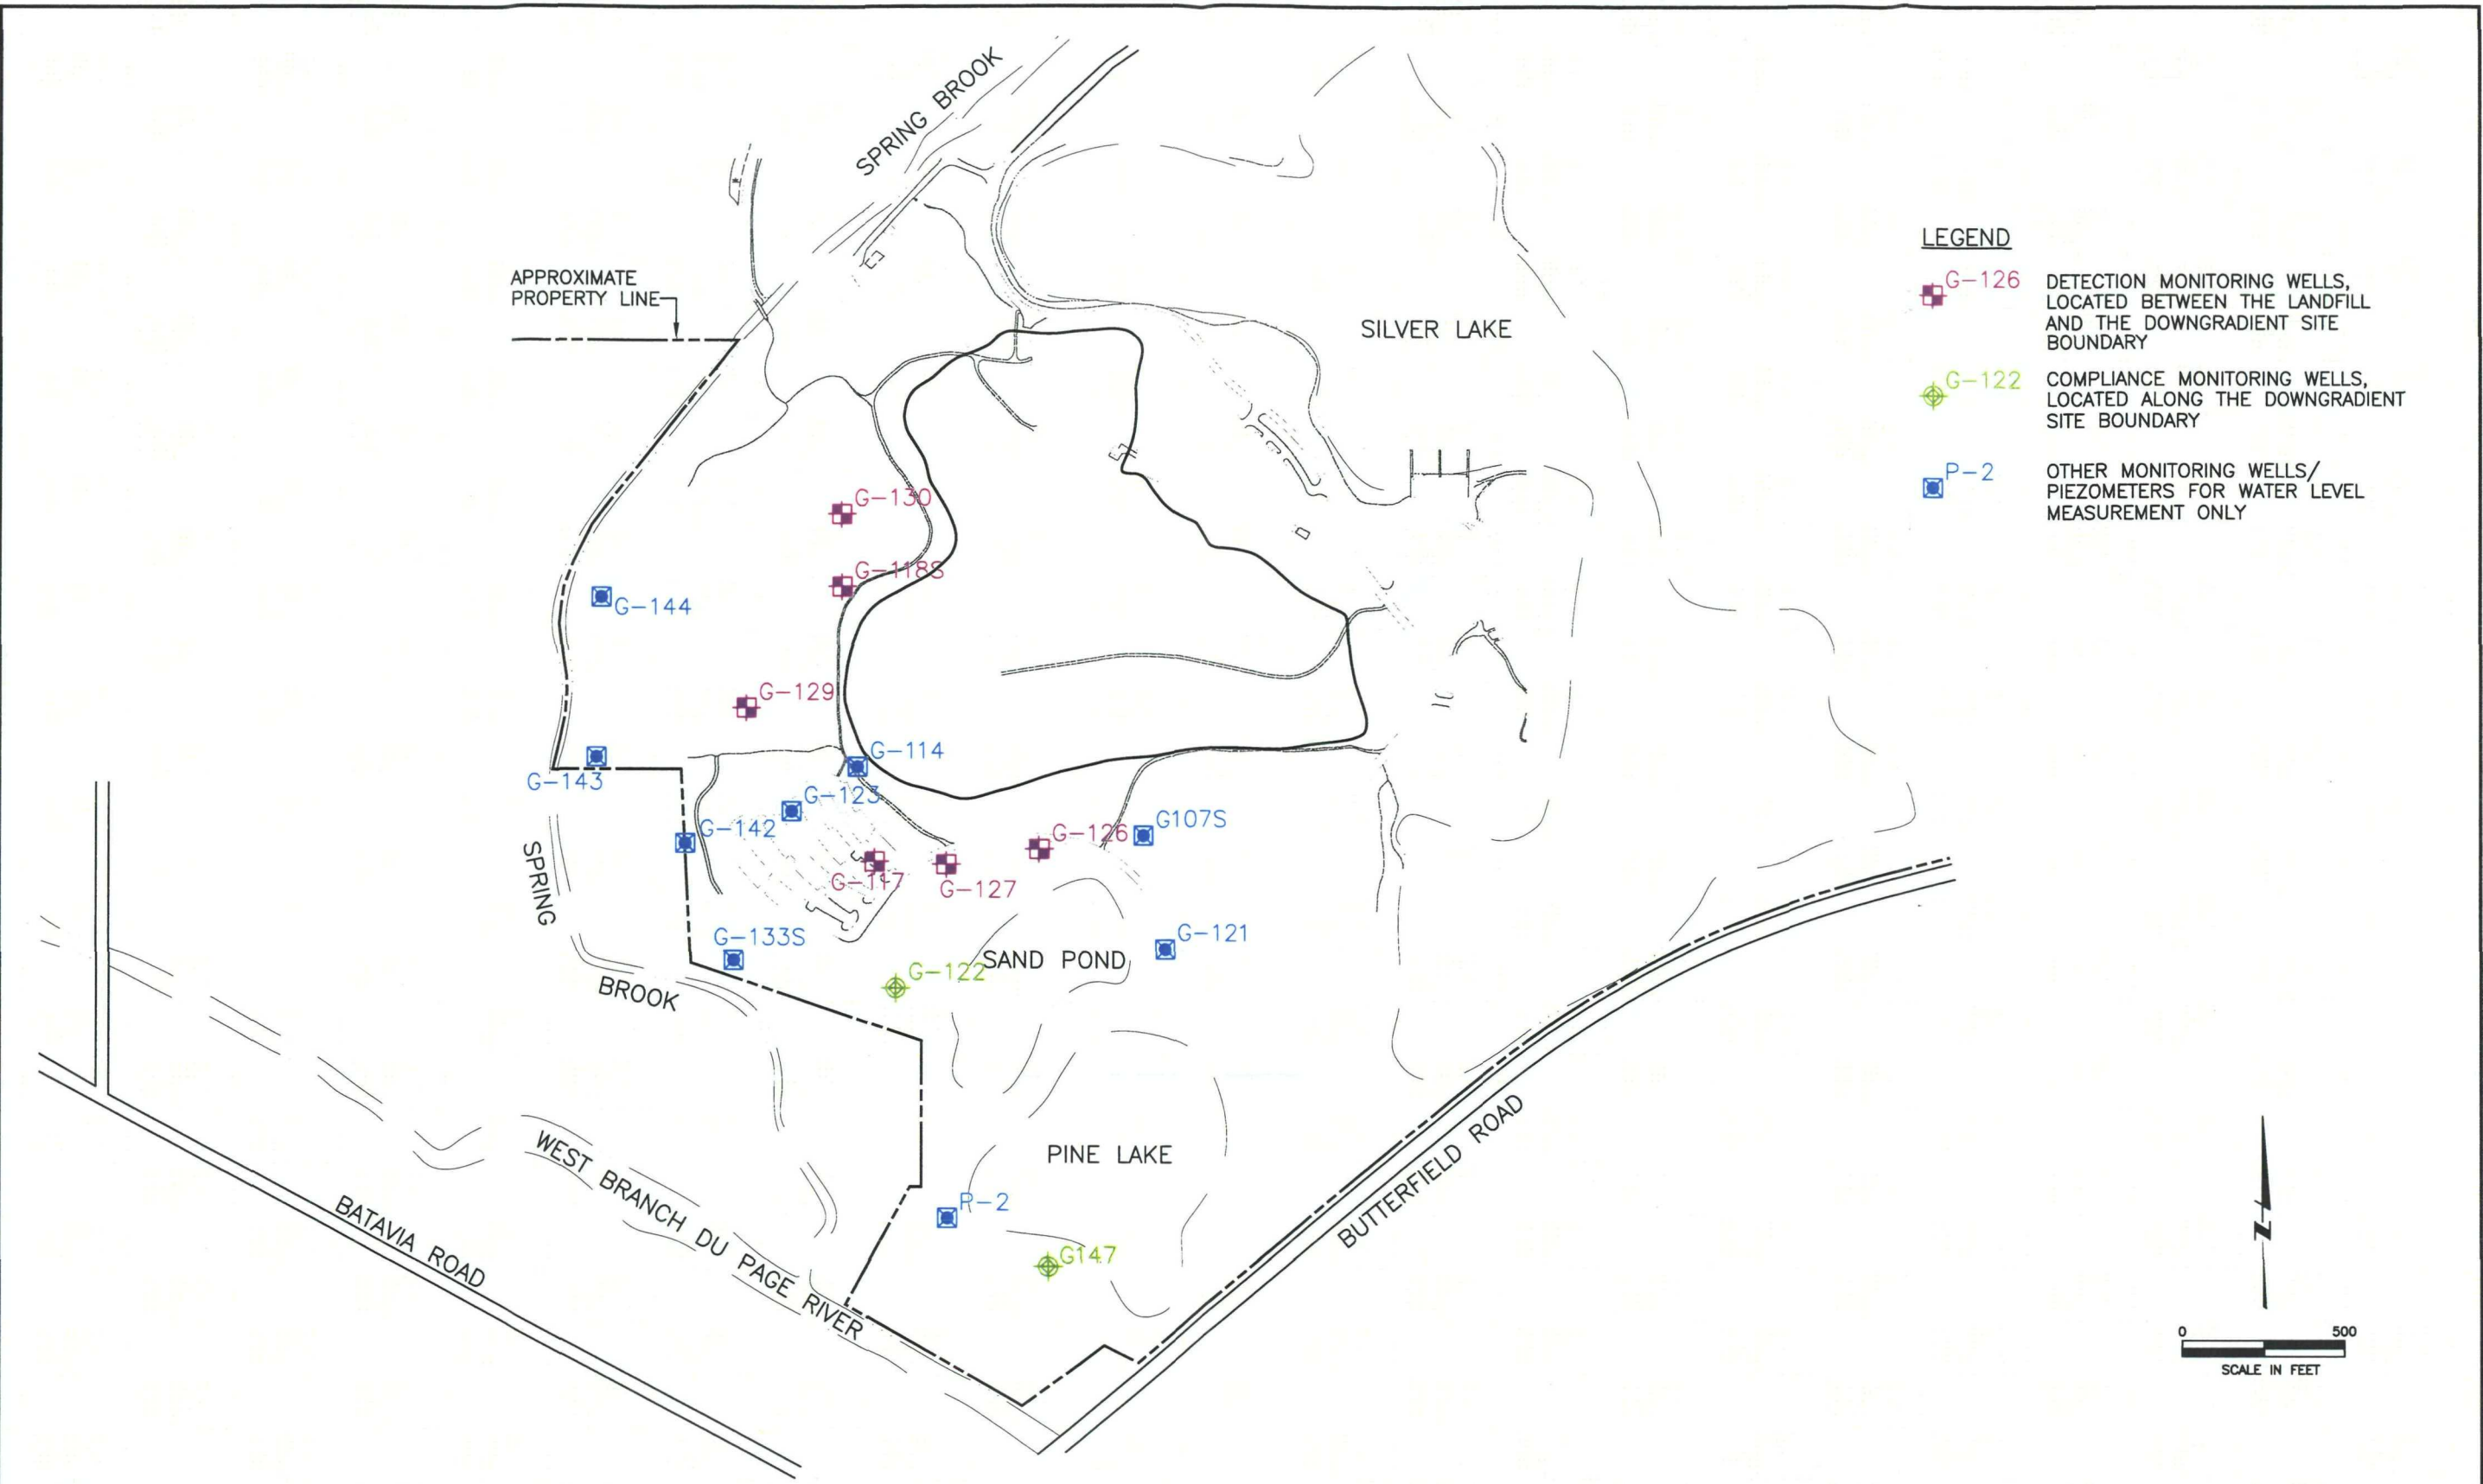 SPRING BROOK
APPROXIMATE
PROPERTY LINE
SILVER LAKE
LEGEND
G-126
DETECTION MONITORING WELLS,
LOCATED BETWEEN THE LANDFILL
AND THE DOWNGRADIENT SITE
BOUNDARY
G-122
COMPLIANCE MONITORING WELLS,
LOCATED ALONG THE DOWNGRADIENT
SITE BOUNDARY
P-2
OTHER MONITORING WELLS/
PIEZOMETERS FOR WATER LEVEL
MEASUREMENT ONLY
G-130
G-118S
G-144
G-129
G-114
G-143
G-123
G-142
G-126
G107S
G-117
G-127
SPRING
BROOK
G-133S
G-121
SAND POND
G-122
PINE LAKE
P-2
G147
WEST BRANCH DU PAGE RIVER
BATAVIA ROAD
BUTTERFIELD ROAD
N
0 500
SCALE IN FEET